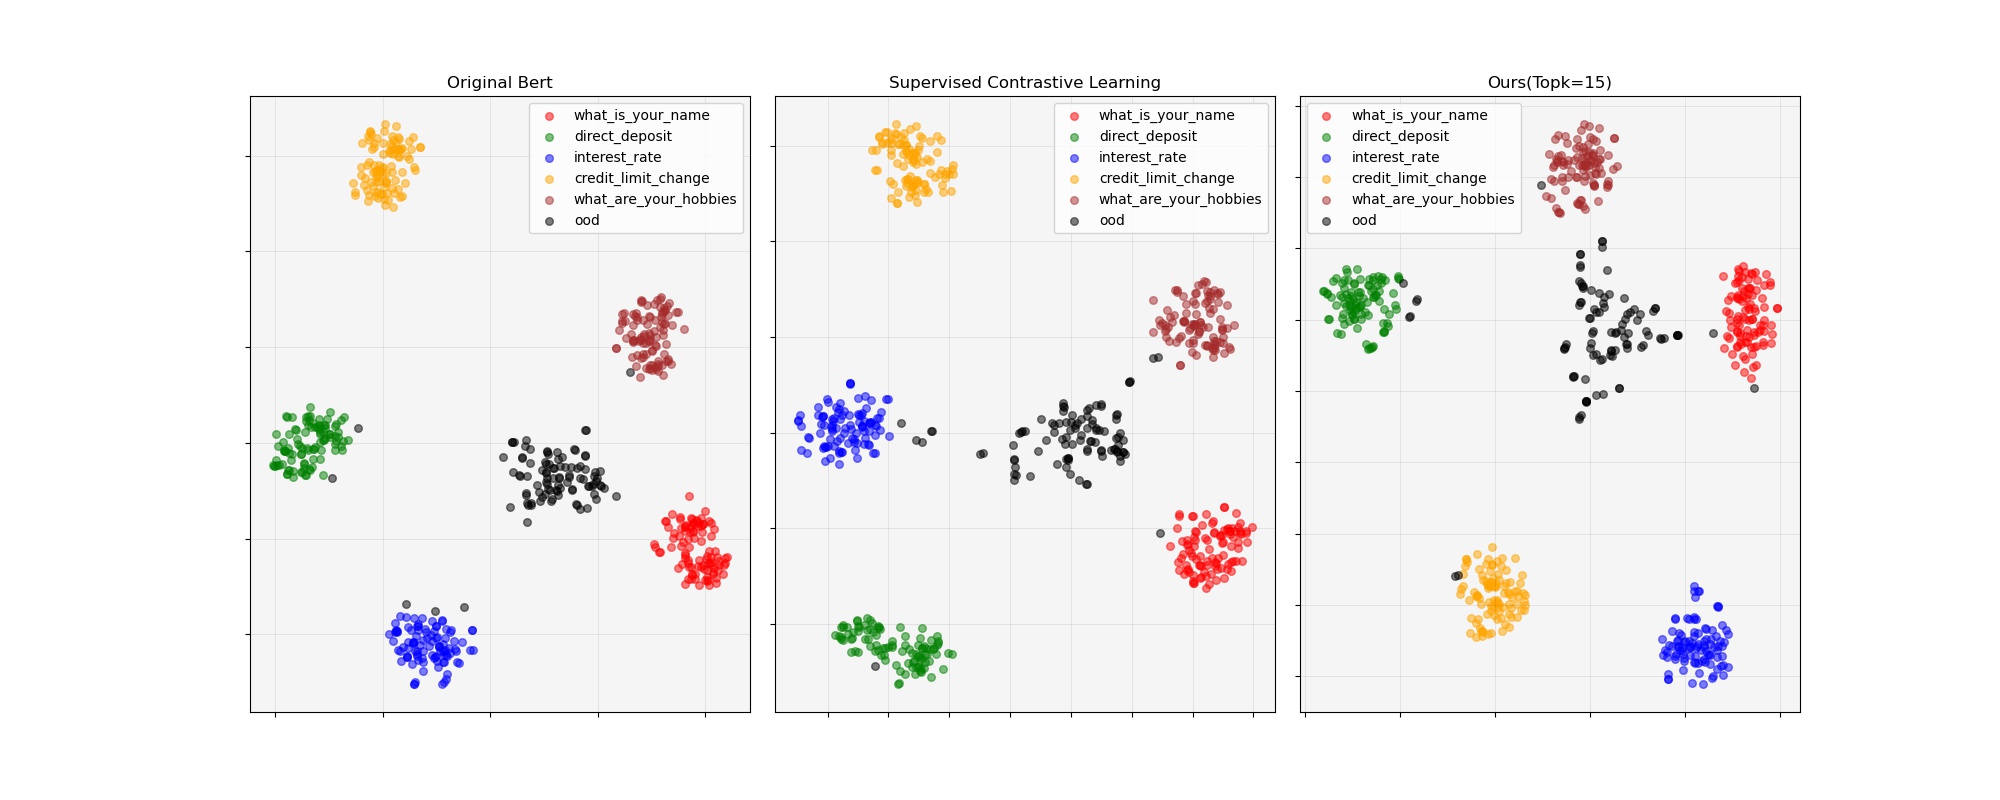 Original Bert
what_is_your_name
direct_deposit
interest_rate
credit_limit_change
what_are_your_hobbies
ood
Supervised Contrastive Learning
what_is_your_name
direct_deposit
interest_rate
credit_limit_change
what_are_your_hobbies
ood
Ours(Topk=15)
what_is_your_name
direct_deposit
interest_rate
credit_limit_change
what_are_your_hobbies
ood